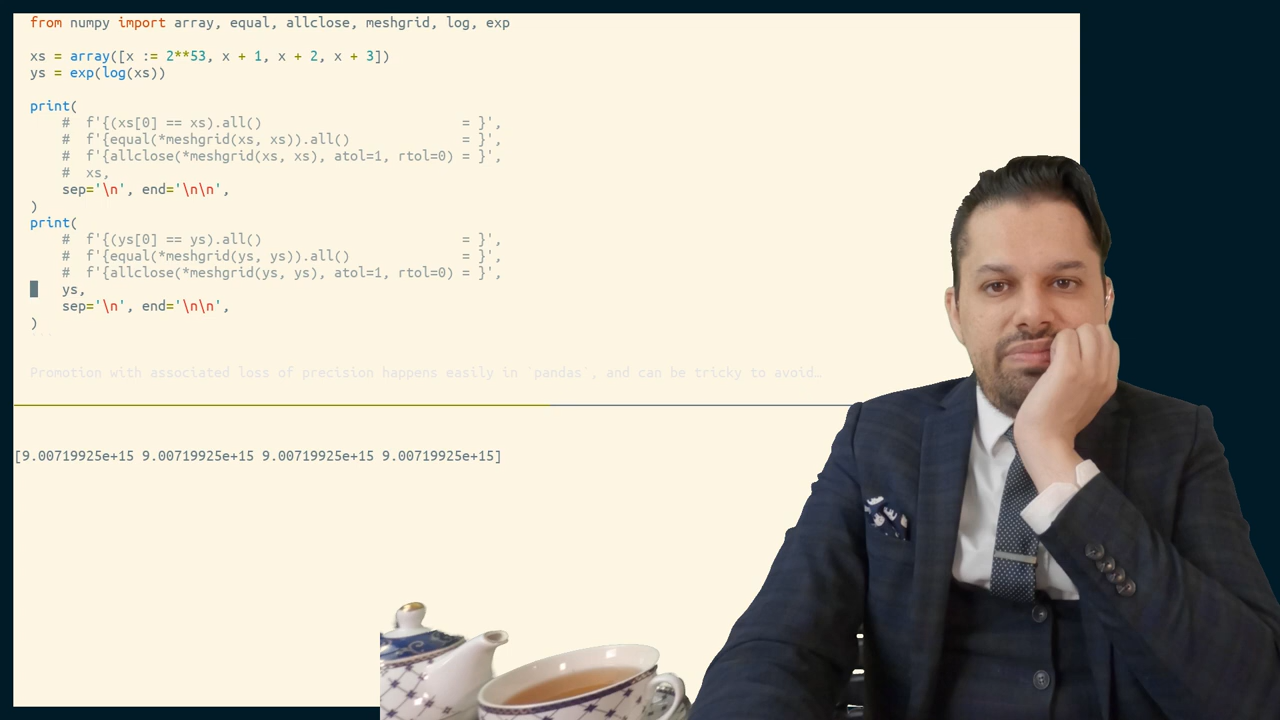 from numpy import array, equal, allclose, meshgrid, log, exp
xs = array([x := 2**53, x + 1, x + 2, x + 3])
ys = exp(log(xs))
print(
    #  f'{(xs[0] == xs).all()                         = }',
    #  f'{equal(*meshgrid(xs, xs)).all()              = }',
    #  f'{allclose(*meshgrid(xs, xs), atol=1, rtol=0) = }',
    #  xs,
    sep='\n', end='\n\n',
)
print(
    #  f'{(ys[0] == ys).all()                         = }',
    #  f'{equal(*meshgrid(ys, ys)).all()              = }',
    #  f'{allclose(*meshgrid(ys, ys), atol=1, rtol=0) = }',
    ys,
    sep='\n', end='\n\n',
)
```
Promotion with associated loss of precision happens easily in `pandas`, and can be tricky to avoid…
[9.00719925e+15 9.00719925e+15 9.00719925e+15 9.00719925e+15]